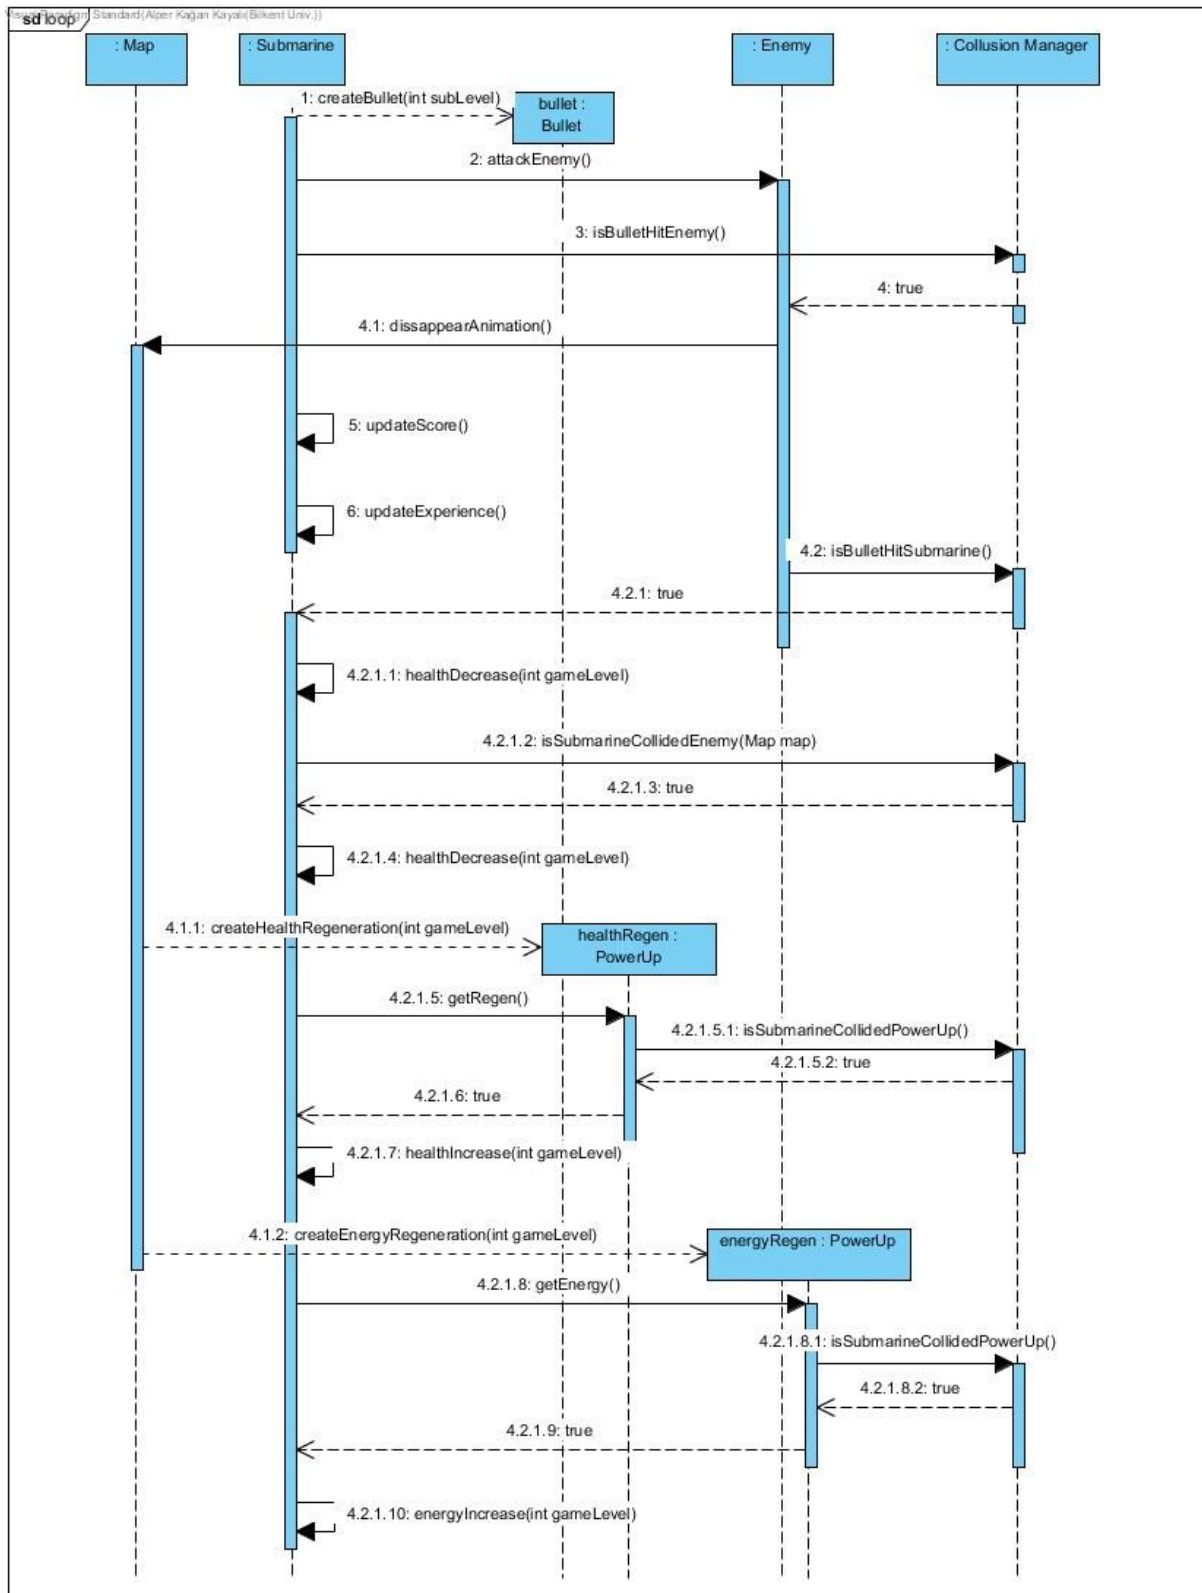 Visual Paradigm Standard(Alper Kağan Kayalı(Bilkent Univ.))
sd loop
: Map
: Submarine
: Enemy
: Collusion Manager
1: createBullet(int subLevel)
bullet :
Bullet
2: attackEnemy()
3: isBulletHitEnemy()
4: true
4.1: dissappearAnimation()
5: updateScore()
6: updateExperience()
4.2: isBulletHitSubmarine()
4.2.1: true
4.2.1.1: healthDecrease(int gameLevel)
4.2.1.2: isSubmarineCollidedEnemy(Map map)
4.2.1.3: true
4.2.1.4: healthDecrease(int gameLevel)
4.1.1: createHealthRegeneration(int gameLevel)
healthRegen :
PowerUp
4.2.1.5: getRegen()
4.2.1.5.1: isSubmarineCollidedPowerUp()
4.2.1.5.2: true
4.2.1.6: true
4.2.1.7: healthIncrease(int gameLevel)
4.1.2: createEnergyRegeneration(int gameLevel)
energyRegen : PowerUp
4.2.1.8: getEnergy()
4.2.1.8.1: isSubmarineCollidedPowerUp()
4.2.1.8.2: true
4.2.1.9: true
4.2.1.10: energyIncrease(int gameLevel)